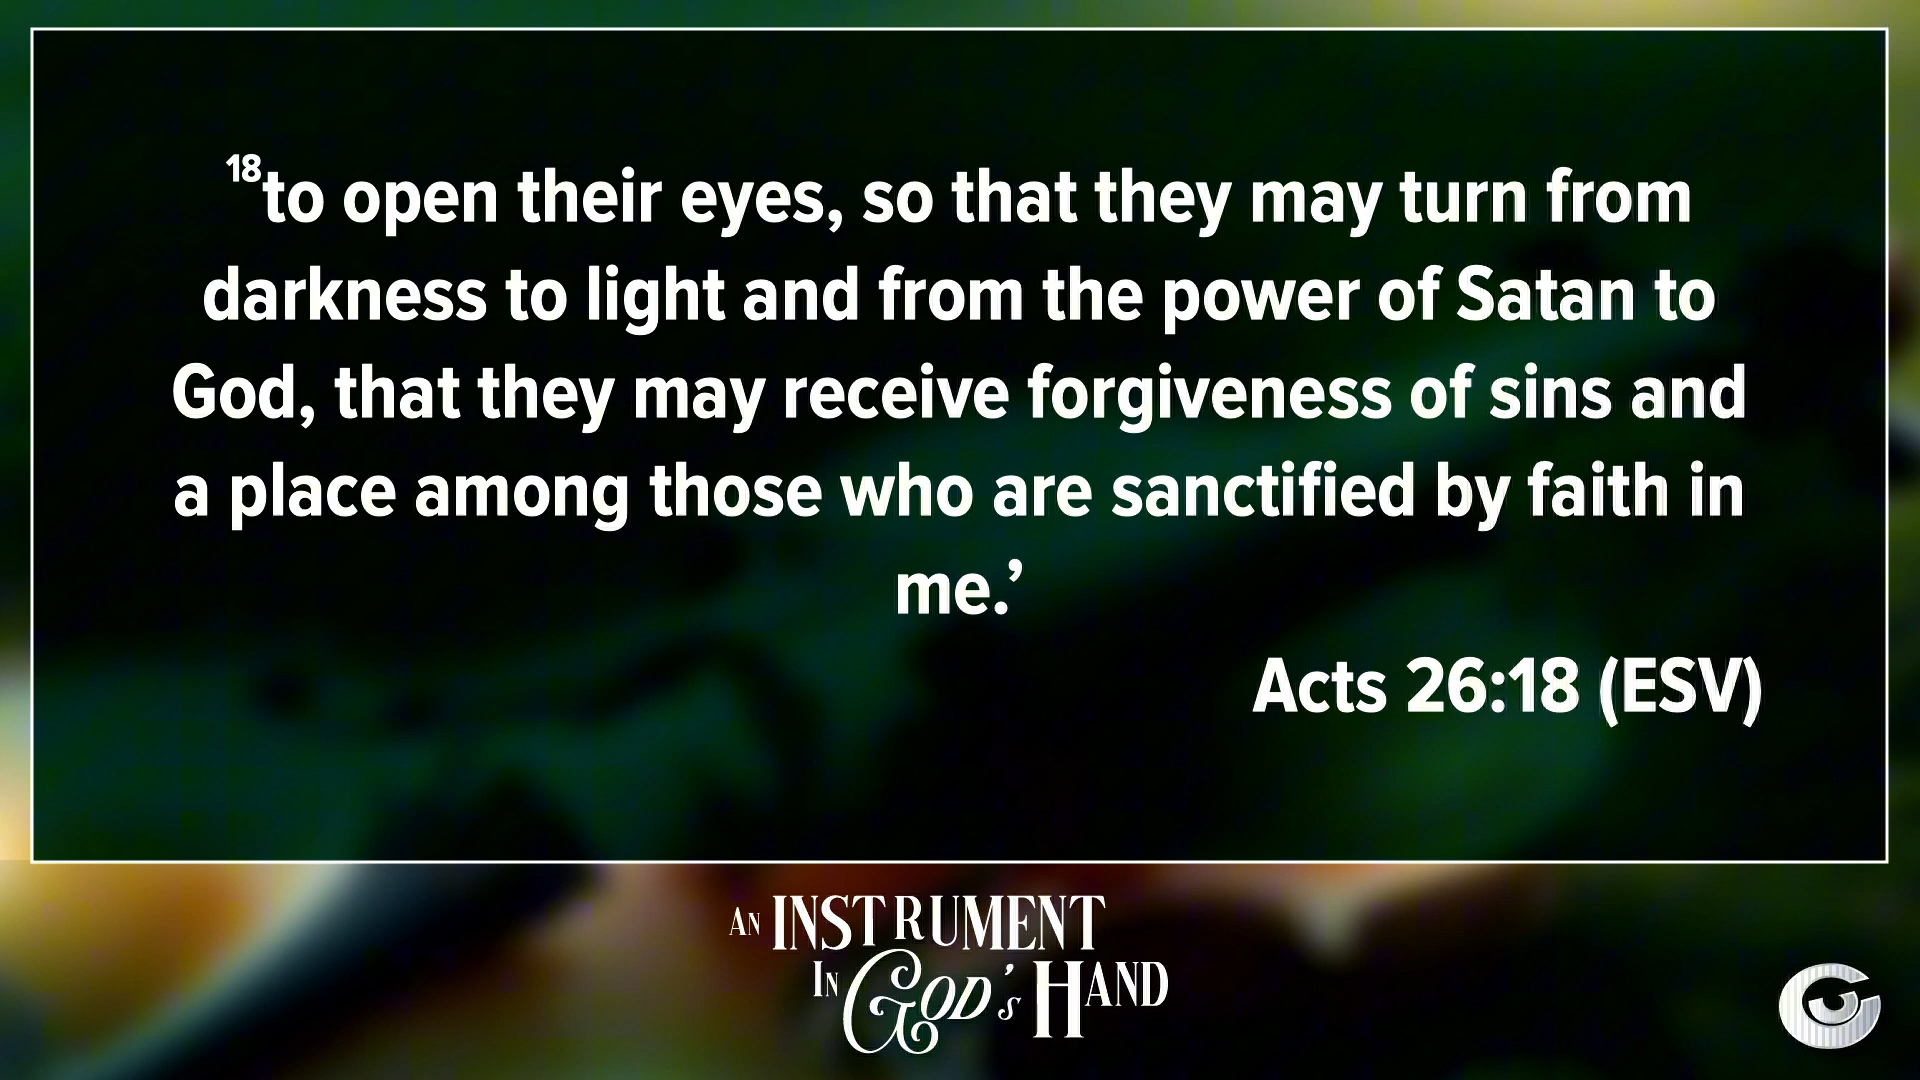 18to open their eyes, so that they may turn from
darkness to light and from the power of Satan to
God, that they may receive forgiveness of sins and
a place among those who are sanctified by faith in
me.’
Acts 26:18 (ESV)
An Instrument
In God's Hand